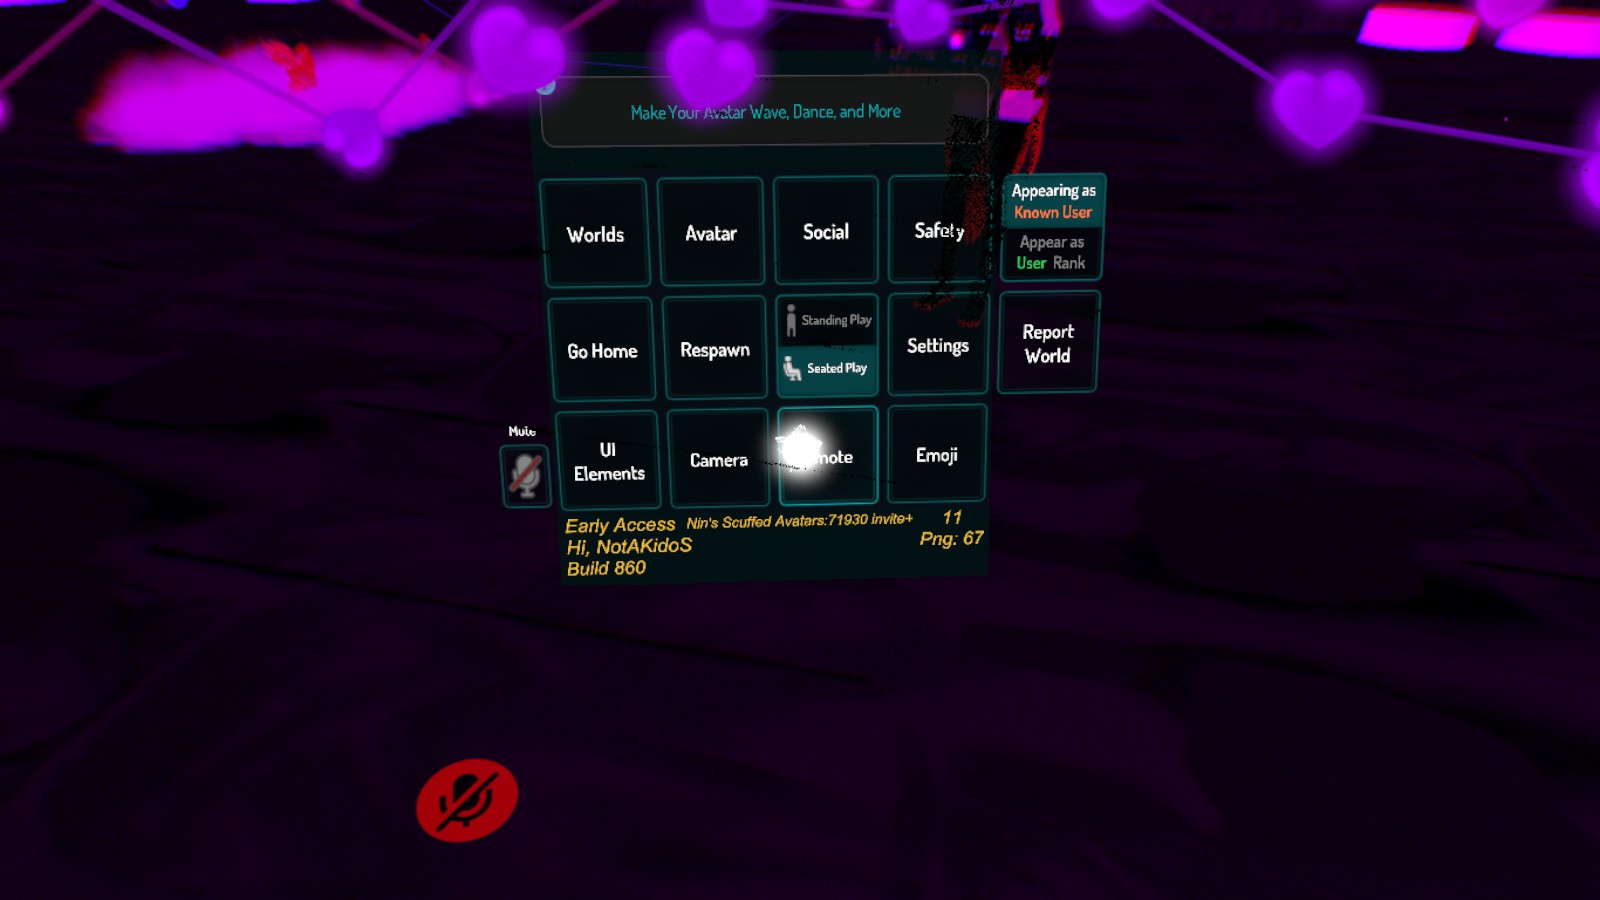 Make Your Avatar Wave, Dance, and More
Worlds
Avatar
Social
Safety
Appearing as
Known User
Appear as
User Rank
Go Home
Respawn
Standing Play
Seated Play
Settings
Report
World
Mute
UI
Elements
Camera
Emote
Emoji
Early Access
Nin's Scuffed Avatars:71930 invite+
11
Hi, NotAKidoS
Png: 67
Build 860